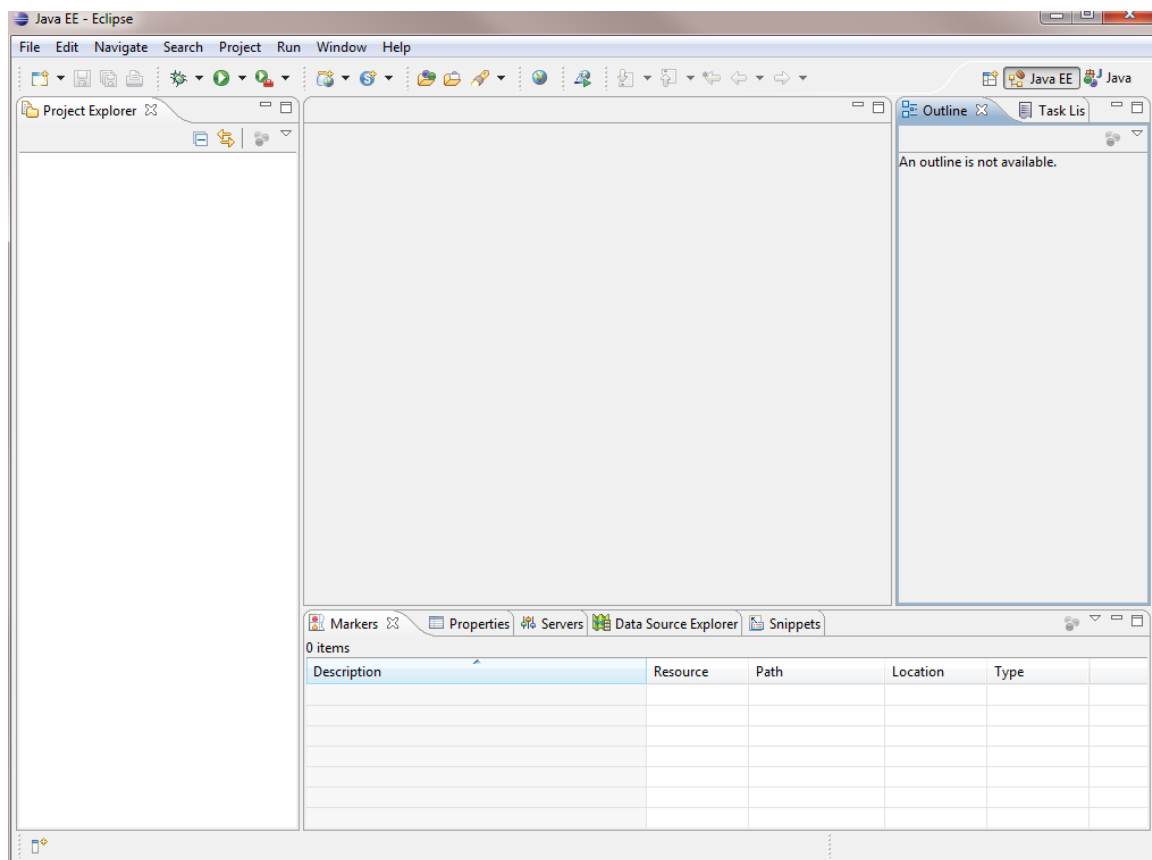 Java EE - Eclipse
File Edit Navigate Search Project Run Window Help
Java EE Java
Project Explorer
Outline Task Lis
An outline is not available.
Markers Properties Servers Data Source Explorer Snippets
0 items
Description Resource Path Location Type